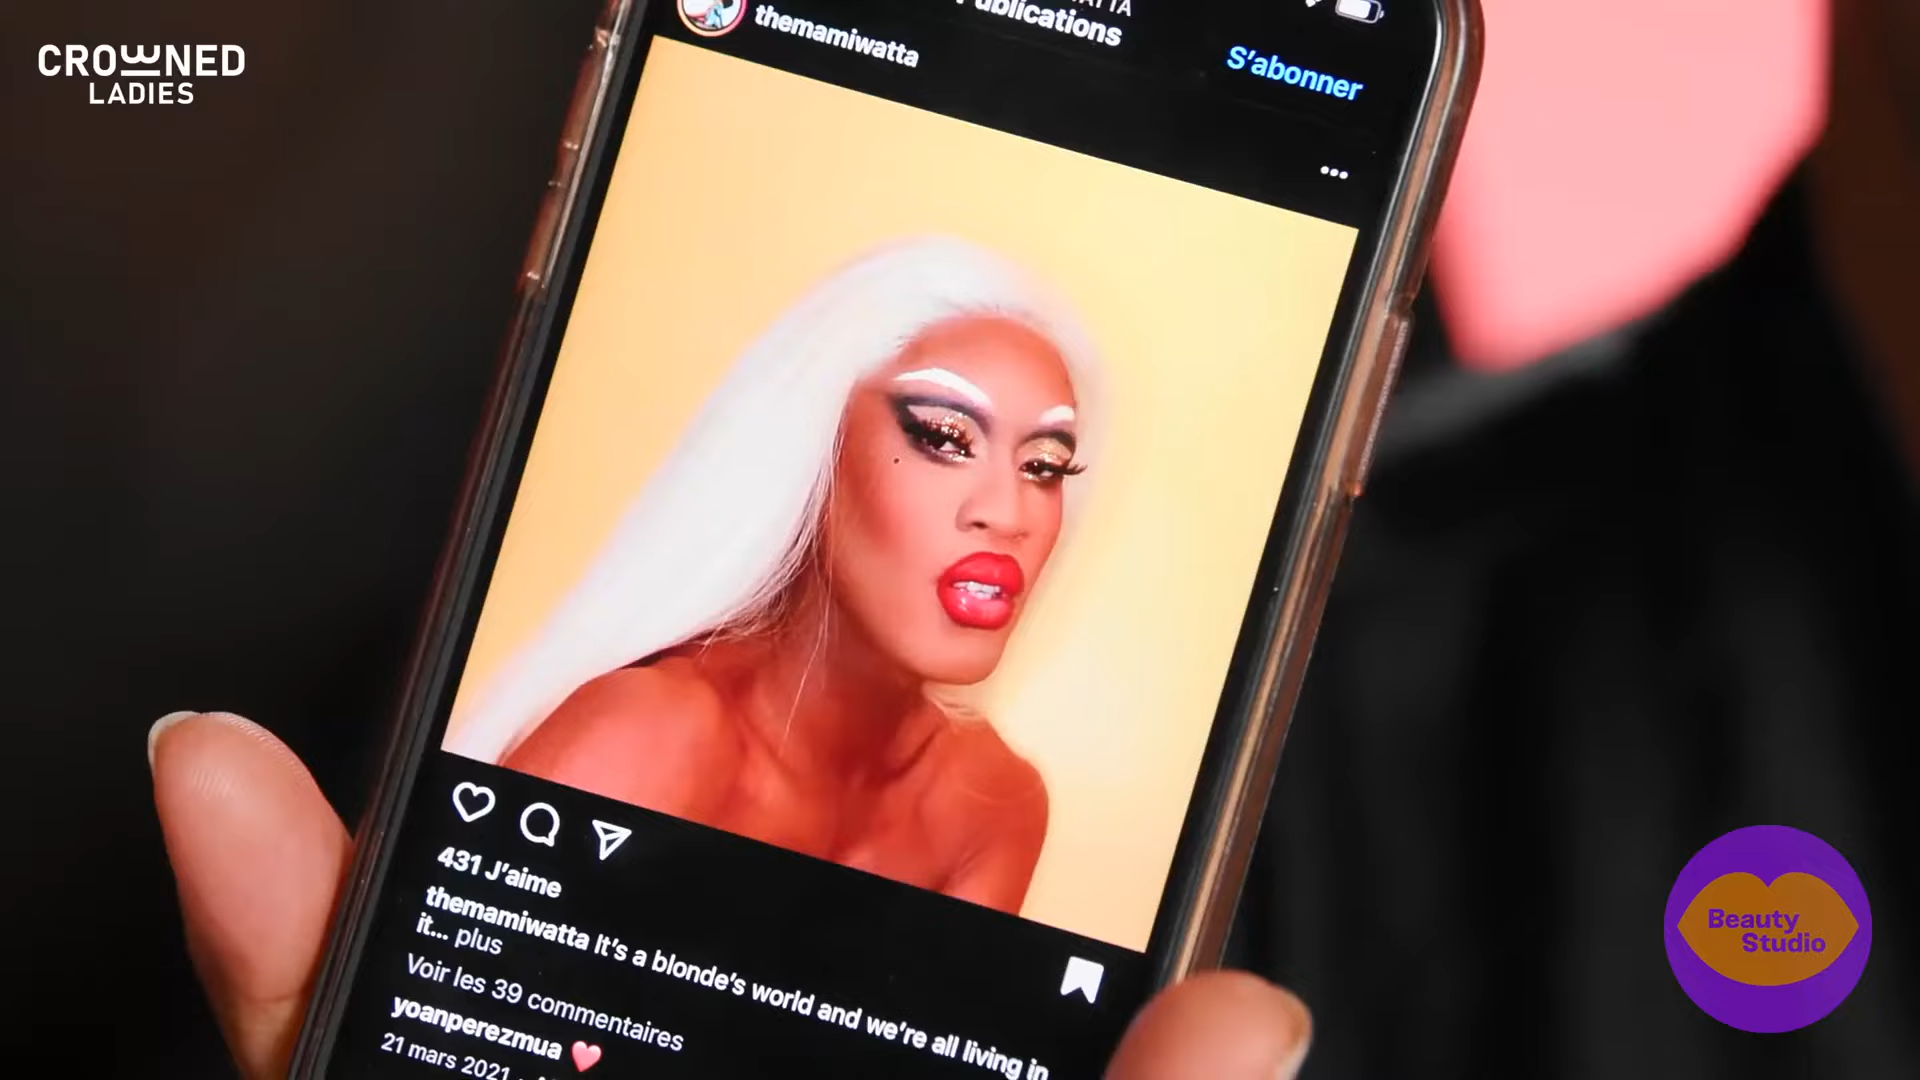 CROWNED
LADIES
Publications
themamiwatta
S'abonner
431 J'aime
themamiwatta It's a blonde's world and we're all living in
it... plus
Voir les 39 commentaires
yoanperezmua ❤️
21 mars 2021
Beauty
Studio